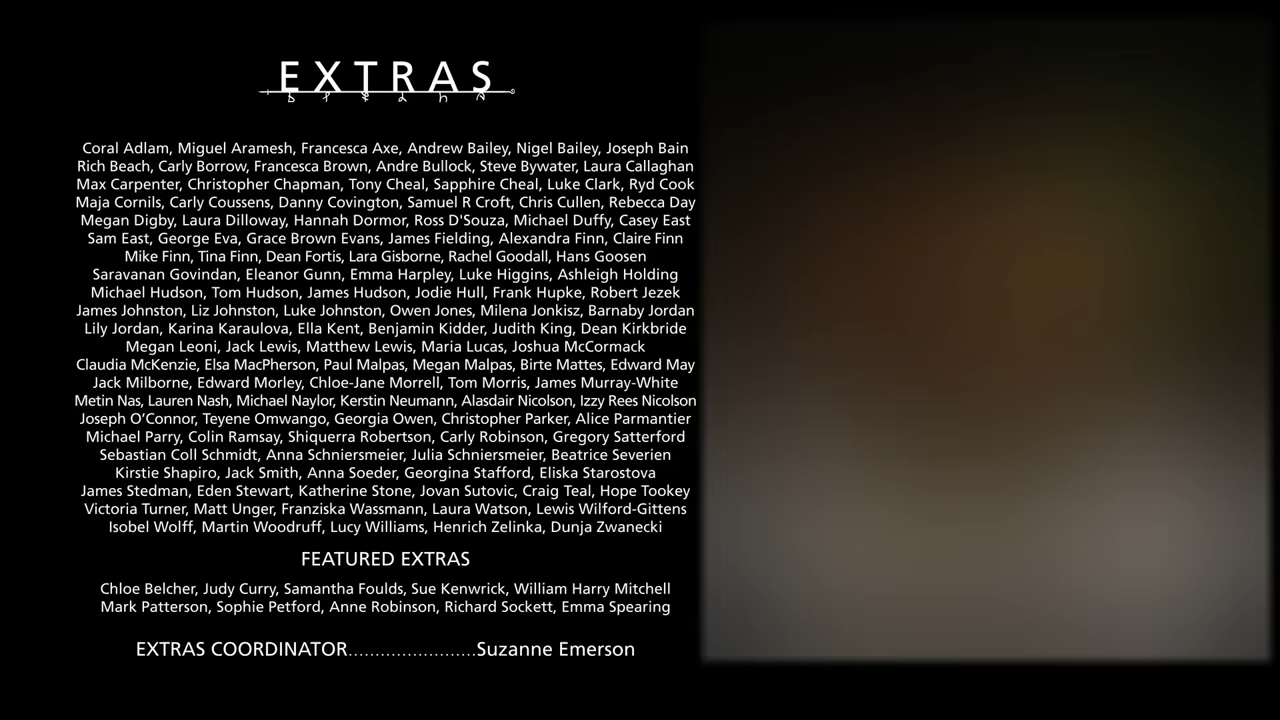 EXTRAS
Coral Adlam, Miguel Aramesh, Francesca Axe, Andrew Bailey, Nigel Bailey, Joseph Bain
Rich Beach, Carly Borrow, Francesca Brown, Andre Bullock, Steve Bywater, Laura Callaghan
Max Carpenter, Christopher Chapman, Tony Cheal, Sapphire Cheal, Luke Clark, Ryd Cook
Maja Cornils, Carly Coussens, Danny Covington, Samuel R Croft, Chris Cullen, Rebecca Day
Megan Digby, Laura Dilloway, Hannah Dormor, Ross D'Souza, Michael Duffy, Casey East
Sam East, George Eva, Grace Brown Evans, James Fielding, Alexandra Finn, Claire Finn
Mike Finn, Tina Finn, Dean Fortis, Lara Gisborne, Rachel Goodall, Hans Goosen
Saravanan Govindan, Eleanor Gunn, Emma Harpley, Luke Higgins, Ashleigh Holding
Michael Hudson, Tom Hudson, James Hudson, Jodie Hull, Frank Hupke, Robert Jezek
James Johnston, Liz Johnston, Luke Johnston, Owen Jones, Milena Jonkisz, Barnaby Jordan
Lily Jordan, Karina Karaulova, Ella Kent, Benjamin Kidder, Judith King, Dean Kirkbride
Megan Leoni, Jack Lewis, Matthew Lewis, Maria Lucas, Joshua McCormack
Claudia McKenzie, Elsa MacPherson, Paul Malpas, Megan Malpas, Birte Mattes, Edward May
Jack Milborne, Edward Morley, Chloe-Jane Morrell, Tom Morris, James Murray-White
Metin Nas, Lauren Nash, Michael Naylor, Kerstin Neumann, Alasdair Nicolson, Izzy Rees Nicolson
Joseph O’Connor, Teyene Omwango, Georgia Owen, Christopher Parker, Alice Parmantier
Michael Parry, Colin Ramsay, Shiquerra Robertson, Carly Robinson, Gregory Satterford
Sebastian Coll Schmidt, Anna Schniersmeier, Julia Schniersmeier, Beatrice Severien
Kirstie Shapiro, Jack Smith, Anna Soeder, Georgina Stafford, Eliska Starostova
James Stedman, Eden Stewart, Katherine Stone, Jovan Sutovic, Craig Teal, Hope Tookey
Victoria Turner, Matt Unger, Franziska Wassmann, Laura Watson, Lewis Wilford-Gittens
Isobel Wolff, Martin Woodruff, Lucy Williams, Henrich Zelinka, Dunja Zwanecki
FEATURED EXTRAS
Chloe Belcher, Judy Curry, Samantha Foulds, Sue Kenwrick, William Harry Mitchell
Mark Patterson, Sophie Petford, Anne Robinson, Richard Sockett, Emma Spearing
EXTRAS COORDINATOR........................Suzanne Emerson